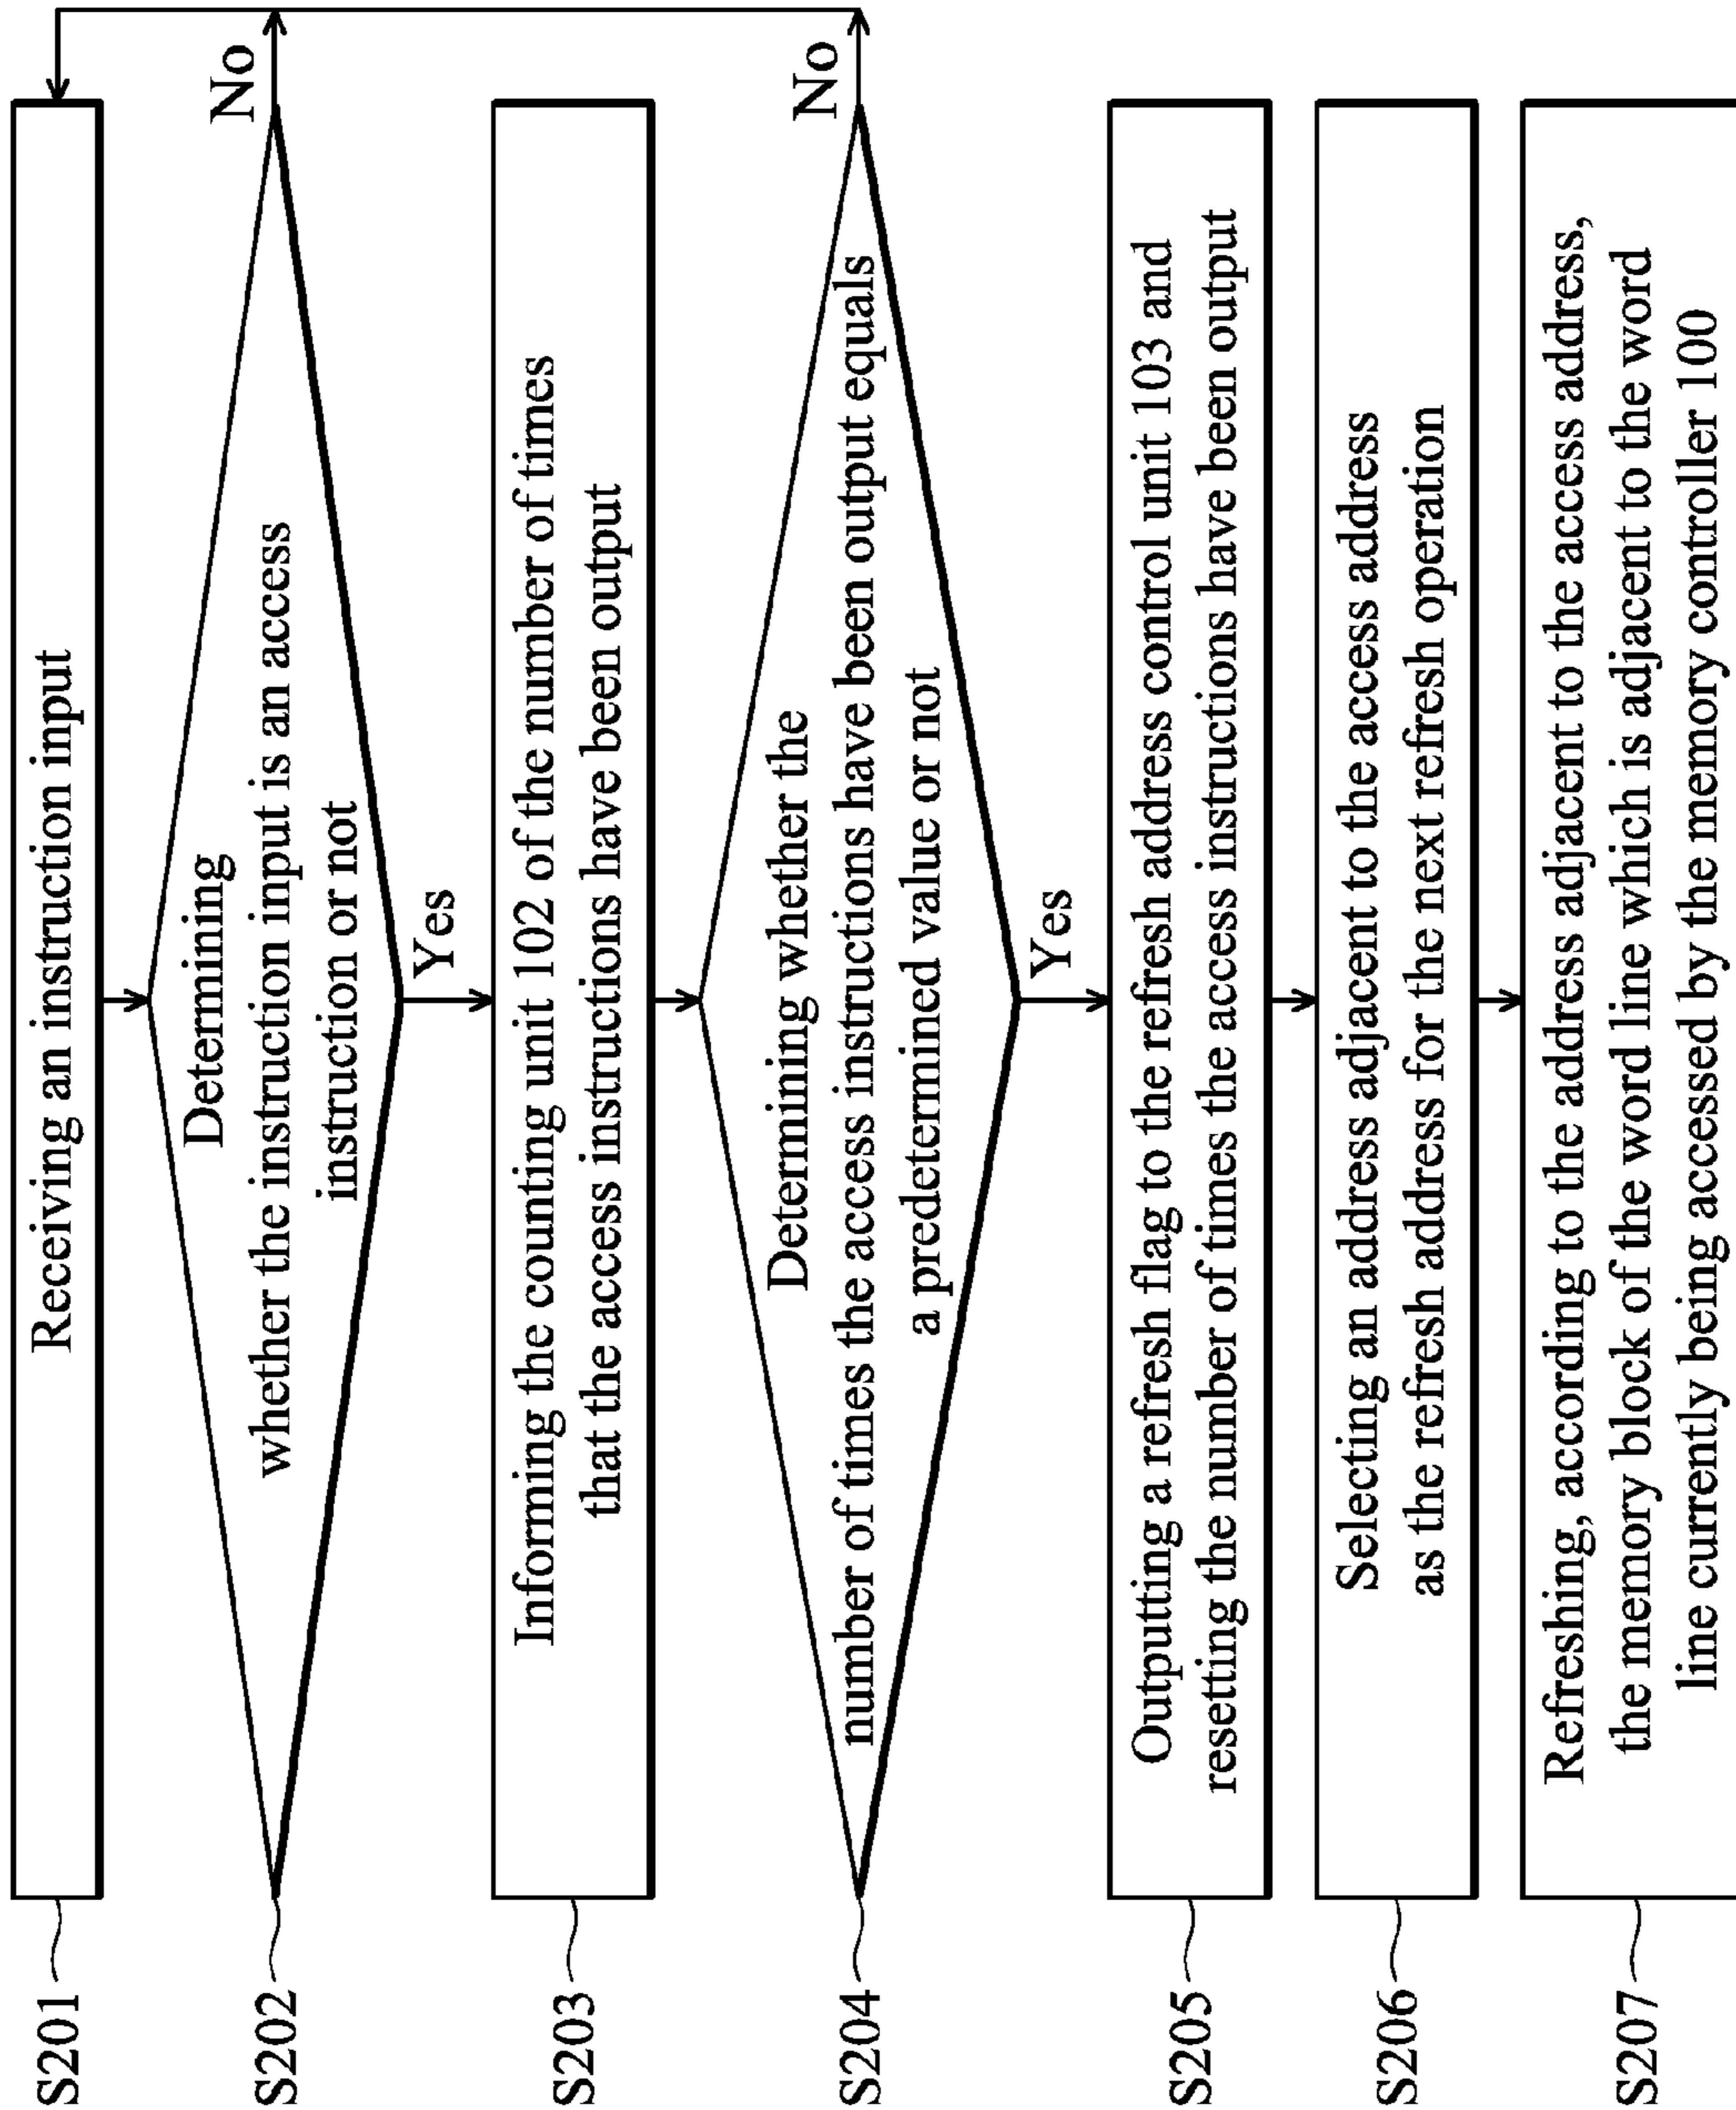 S201
Receiving an instruction input
S202
Determining
whether the instruction input is an access
instruction or not
No
Yes
S203
Informing the counting unit 102 of the number of times
that the access instructions have been output
S204
Determining whether the
number of times the access instructions have been output equals
a predetermined value or not
No
Yes
S205
Outputting a refresh flag to the refresh address control unit 103 and
resetting the number of times the access instructions have been output
S206
Selecting an address adjacent to the access address
as the refresh address for the next refresh operation
S207
Refreshing, according to the address adjacent to the access address,
the memory block of the word line which is adjacent to the word
line currently being accessed by the memory controller 100